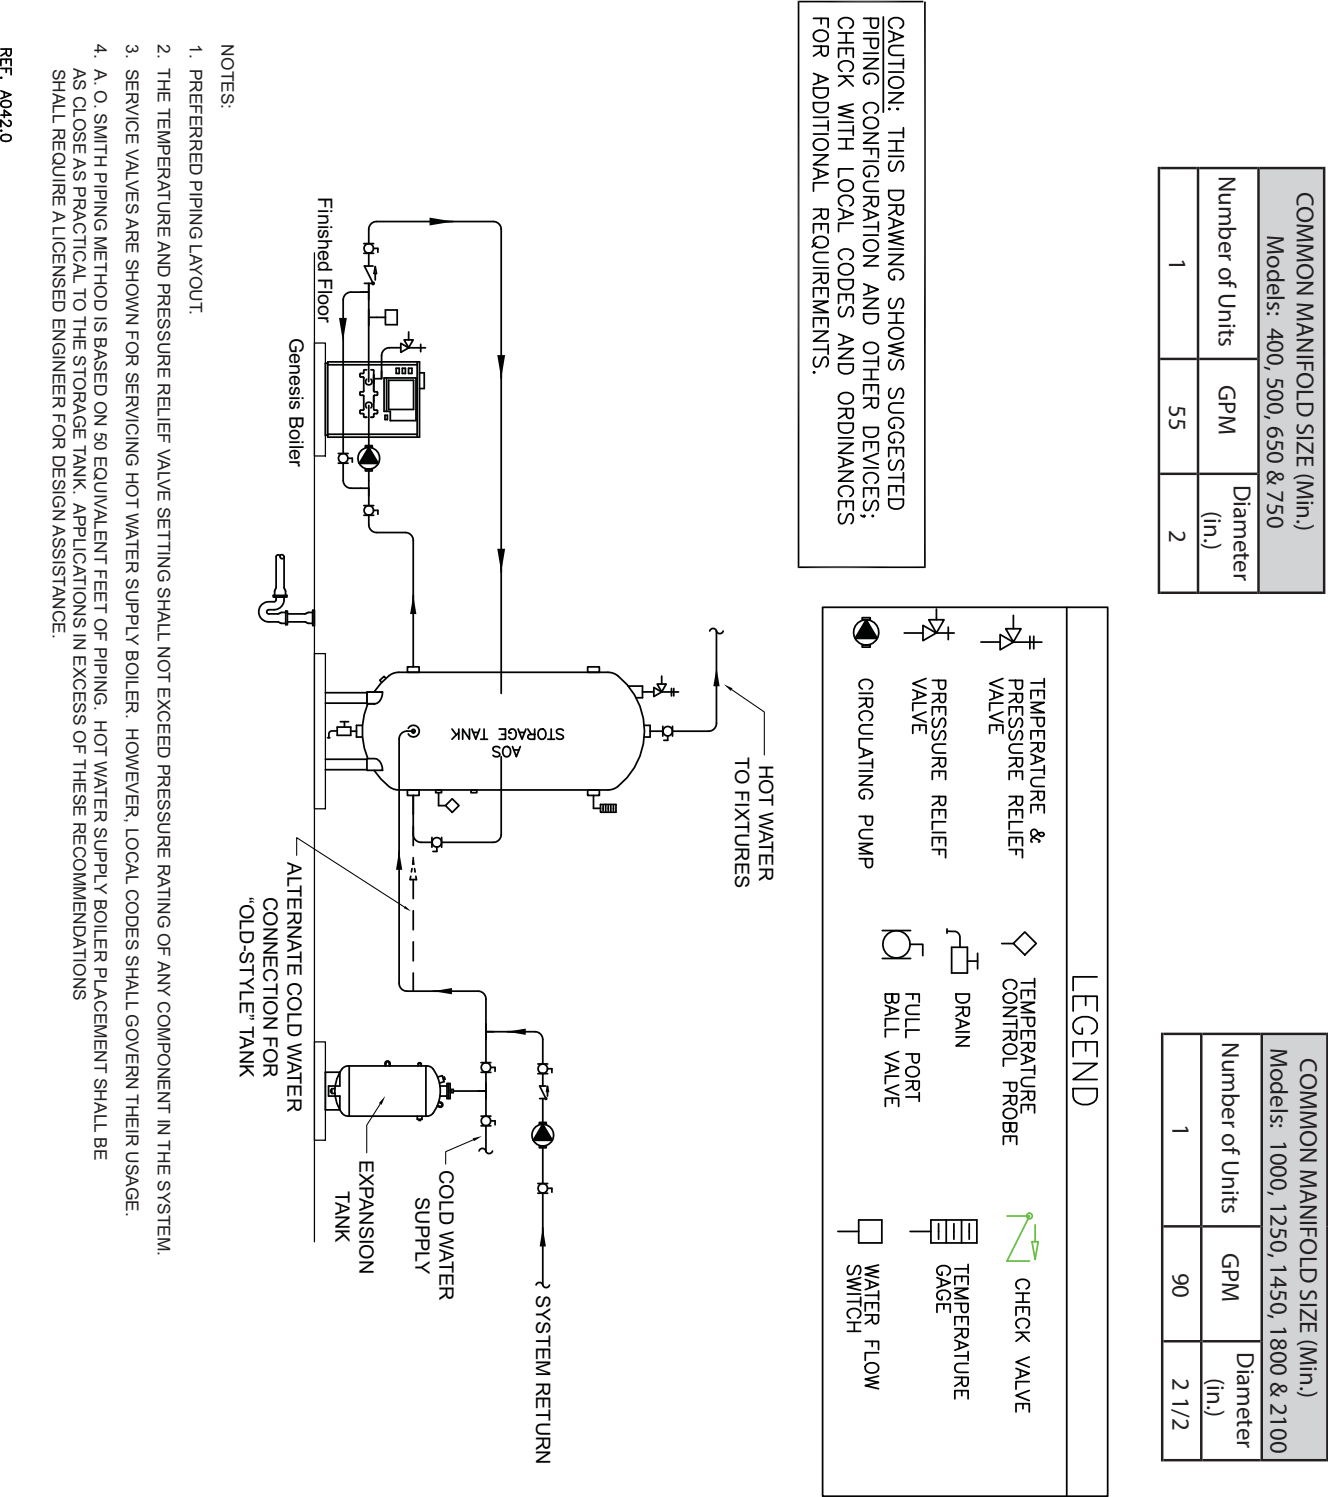 COMMON MANIFOLD SIZE (Min.)
Models:  400, 500, 650 & 750
Number of Units
GPM
Diameter
(in.)
1
55
2
COMMON MANIFOLD SIZE (Min.)
Models:  1000, 1250, 1450, 1800 & 2100
Number of Units
GPM
Diameter
(in.)
1
90
2 1/2
CAUTION: THIS DRAWING SHOWS SUGGESTED
PIPING CONFIGURATION AND OTHER DEVICES;
CHECK WITH LOCAL CODES AND ORDINANCES
FOR ADDITIONAL REQUIREMENTS.
LEGEND
TEMPERATURE &
PRESSURE RELIEF
VALVE
PRESSURE RELIEF
VALVE
CIRCULATING PUMP
TEMPERATURE
CONTROL PROBE
DRAIN
FULL PORT
BALL VALVE
CHECK VALVE
TEMPERATURE
GAGE
WATER FLOW
SWITCH
HOT WATER
TO FIXTURES
AOS
STORAGE TANK
SYSTEM RETURN
COLD WATER
SUPPLY
EXPANSION
TANK
Finished Floor
Genesis Boiler
ALTERNATE COLD WATER
CONNECTION FOR
"OLD-STYLE" TANK
NOTES:
1.  PREFERRED PIPING LAYOUT.
2.  THE TEMPERATURE AND PRESSURE RELIEF VALVE SETTING SHALL NOT EXCEED PRESSURE RATING OF ANY COMPONENT IN THE SYSTEM.
3.  SERVICE VALVES ARE SHOWN FOR SERVICING HOT WATER SUPPLY BOILER.  HOWEVER, LOCAL CODES SHALL GOVERN THEIR USAGE.
4.  A. O. SMITH PIPING METHOD IS BASED ON 50 EQUIVALENT FEET OF PIPING.  HOT WATER SUPPLY BOILER PLACEMENT SHALL BE
AS CLOSE AS PRACTICAL TO THE STORAGE TANK.  APPLICATIONS IN EXCESS OF THESE RECOMMENDATIONS
SHALL REQUIRE A LICENSED ENGINEER FOR DESIGN ASSISTANCE.
REF. A042.0